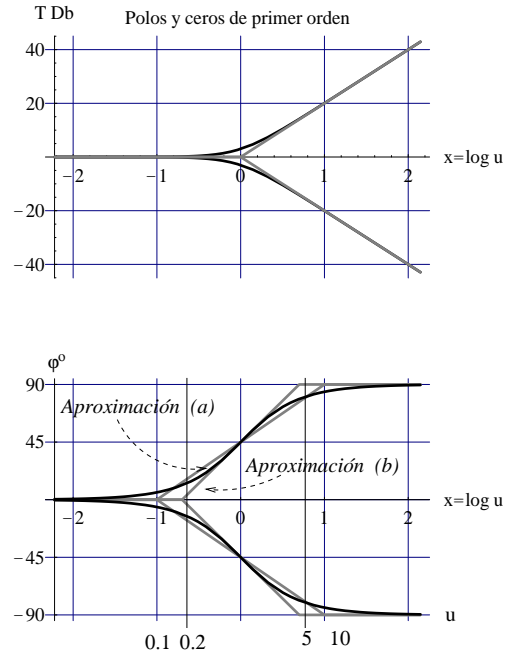 T Db Polos y ceros de primer orden
40
20
−2 −1 0 1 2 x=log u
−20
−40
φº
90
Aproximación (a)
45
Aproximación (b)
−2 −1 0 1 2 x=log u
−45
−90 u
0.1 0.2 5 10